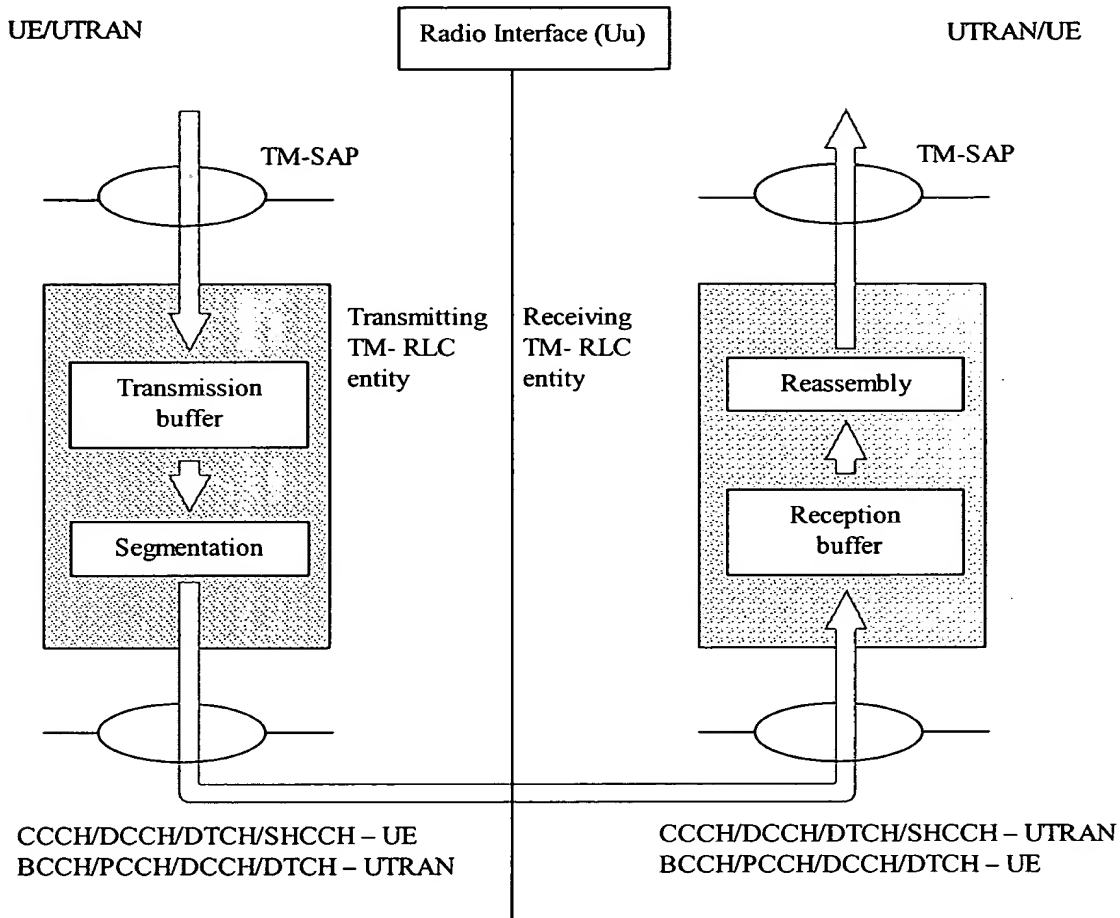 UE/UTRAN
Radio Interface (Uu)
UTRAN/UE
TM-SAP
TM-SAP
Transmitting
TM- RLC
entity
Receiving
TM- RLC
entity
Transmission
buffer
Segmentation
Reassembly
Reception
buffer
CCCH/DCCH/DTCH/SHCCH – UE
BCCH/PCCH/DCCH/DTCH – UTRAN
CCCH/DCCH/DTCH/SHCCH – UTRAN
BCCH/PCCH/DCCH/DTCH – UE